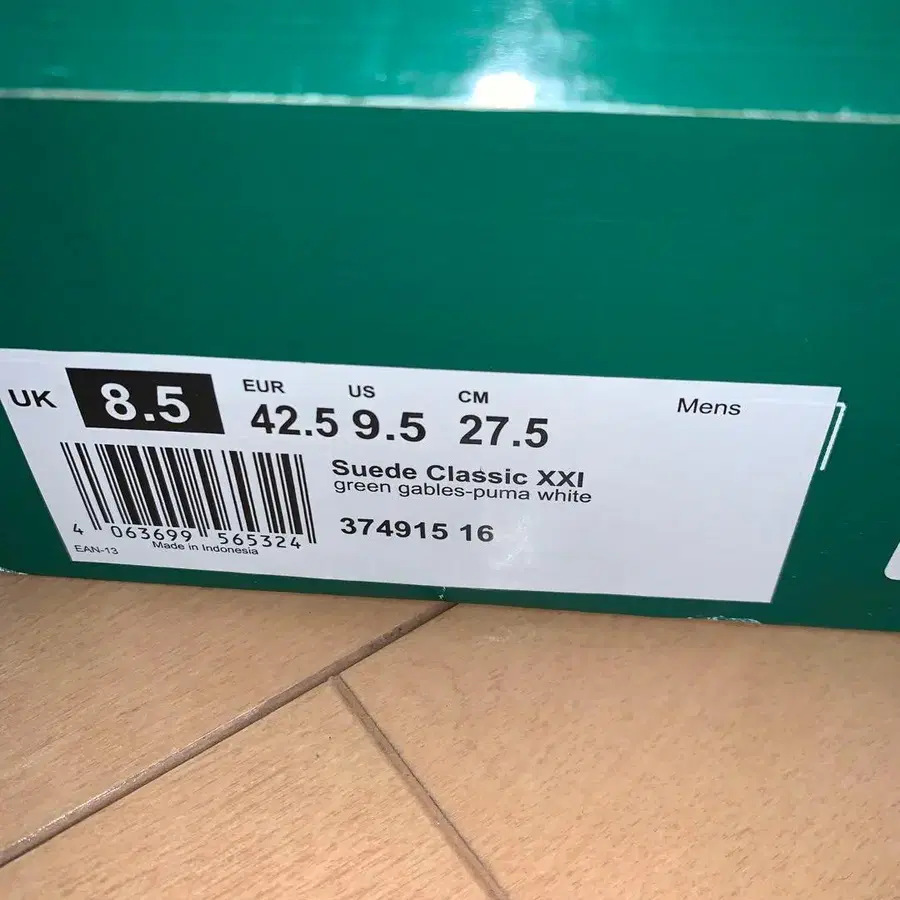 UK 8.5 EUR 42.5 US 9.5 CM 27.5 Mens
Suede Classic XXI
green gables-puma white
374915 16
4 063699 565324
EAN-13 Made in Indonesia